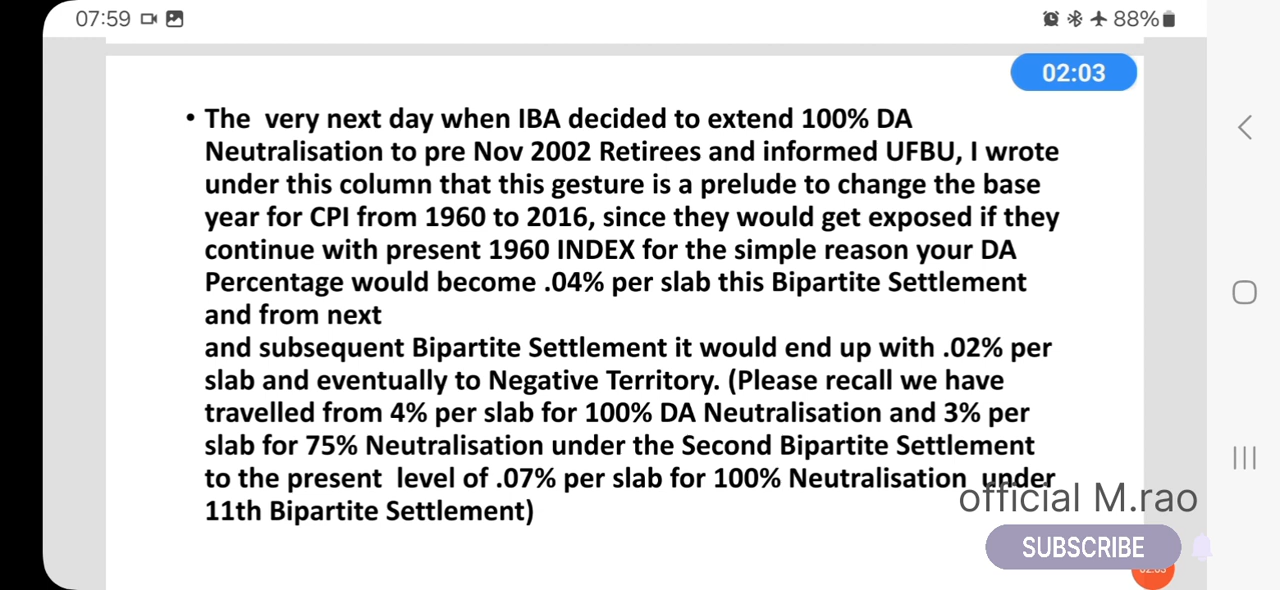 07:59
88%
02:03
• The very next day when IBA decided to extend 100% DA
Neutralisation to pre Nov 2002 Retirees and informed UFBU, I wrote
under this column that this gesture is a prelude to change the base
year for CPI from 1960 to 2016, since they would get exposed if they
continue with present 1960 INDEX for the simple reason your DA
Percentage would become .04% per slab this Bipartite Settlement
and from next
and subsequent Bipartite Settlement it would end up with .02% per
slab and eventually to Negative Territory. (Please recall we have
travelled from 4% per slab for 100% DA Neutralisation and 3% per
slab for 75% Neutralisation under the Second Bipartite Settlement
to the present level of .07% per slab for 100% Neutralisation under
11th Bipartite Settlement)
official M.rao
SUBSCRIBE